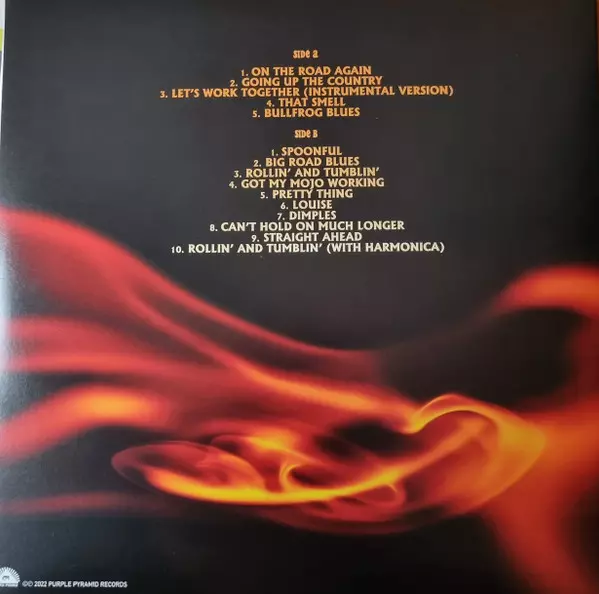 SIDE A
1. ON THE ROAD AGAIN
2. GOING UP THE COUNTRY
3. LET'S WORK TOGETHER (INSTRUMENTAL VERSION)
4. THAT SMELL
5. BULLFROG BLUES
SIDE B
1. SPOONFUL
2. BIG ROAD BLUES
3. ROLLIN' AND TUMBLIN'
4. GOT MY MOJO WORKING
5. PRETTY THING
6. LOUISE
7. DIMPLES
8. CAN'T HOLD ON MUCH LONGER
9. STRAIGHT AHEAD
10. ROLLIN' AND TUMBLIN' (WITH HARMONICA)
©℗ 2022 PURPLE PYRAMID RECORDS